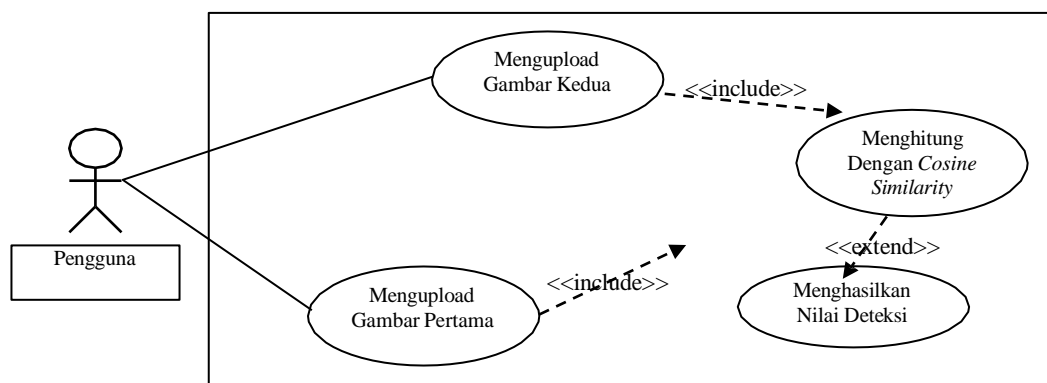 Mengupload
Gambar Kedua
<<include>>
Menghitung
Dengan Cosine
Similarity
<<extend>>
Pengguna
<<include>>
Mengupload
Gambar Pertama
Menghasilkan
Nilai Deteksi